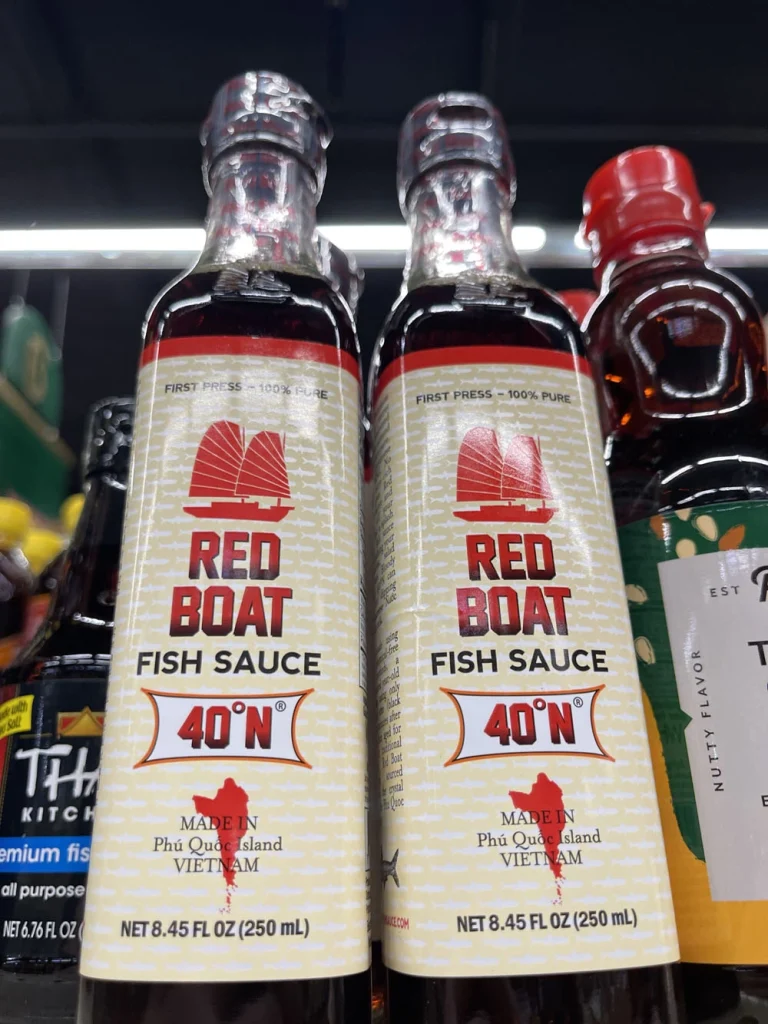 FIRST PRESS – 100% PURE
RED
BOAT
FISH SAUCE
40°N®
MADE IN
Phú Quốc Island
VIETNAM
NET 8.45 FL OZ (250 mL)
FIRST PRESS – 100% PURE
RED
BOAT
FISH SAUCE
40°N®
MADE IN
Phú Quốc Island
VIETNAM
NET 8.45 FL OZ (250 mL)
THA
KITCH
emium fis
all purpose
NET 6.76 FL OZ (
EST
NUTTY FLAVOR